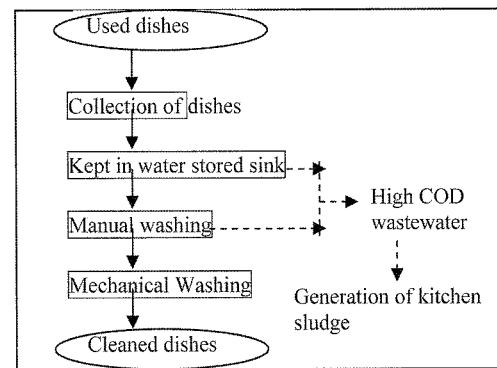 Used dishes
Collection of dishes
Kept in water stored sink
High COD
wastewater
Manual washing
Mechanical Washing
Generation of kitchen
sludge
Cleaned dishes